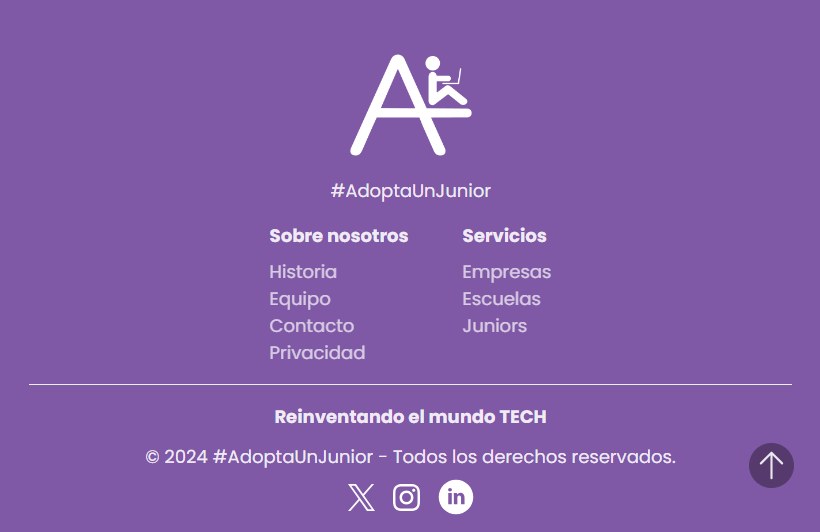 #AdoptaUnJunior
Sobre nosotros
Historia
Equipo
Contacto
Privacidad
Servicios
Empresas
Escuelas
Juniors
Reinventando el mundo TECH
© 2024 #AdoptaUnJunior - Todos los derechos reservados.
in